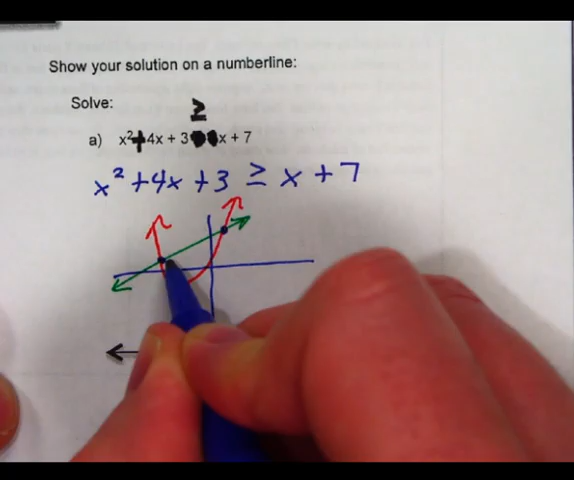 Show your solution on a numberline:
Solve:
≥
a) x²+4x + 3 x + 7
x² +4x +3 ≥ x +7